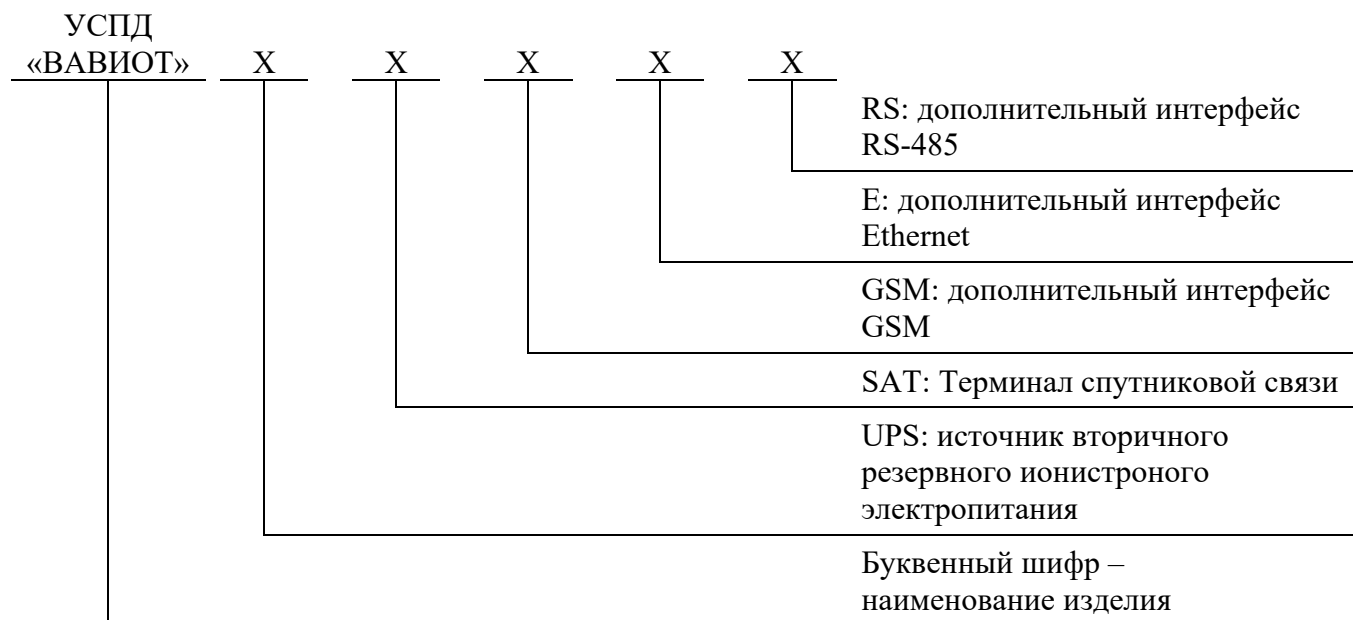 УСПД
«ВАВИОТ» X X X X X
RS: дополнительный интерфейс
RS-485
E: дополнительный интерфейс
Ethernet
GSM: дополнительный интерфейс
GSM
SAT: Терминал спутниковой связи
UPS: источник вторичного
резервного ионистроного
электропитания
Буквенный шифр –
наименование изделия